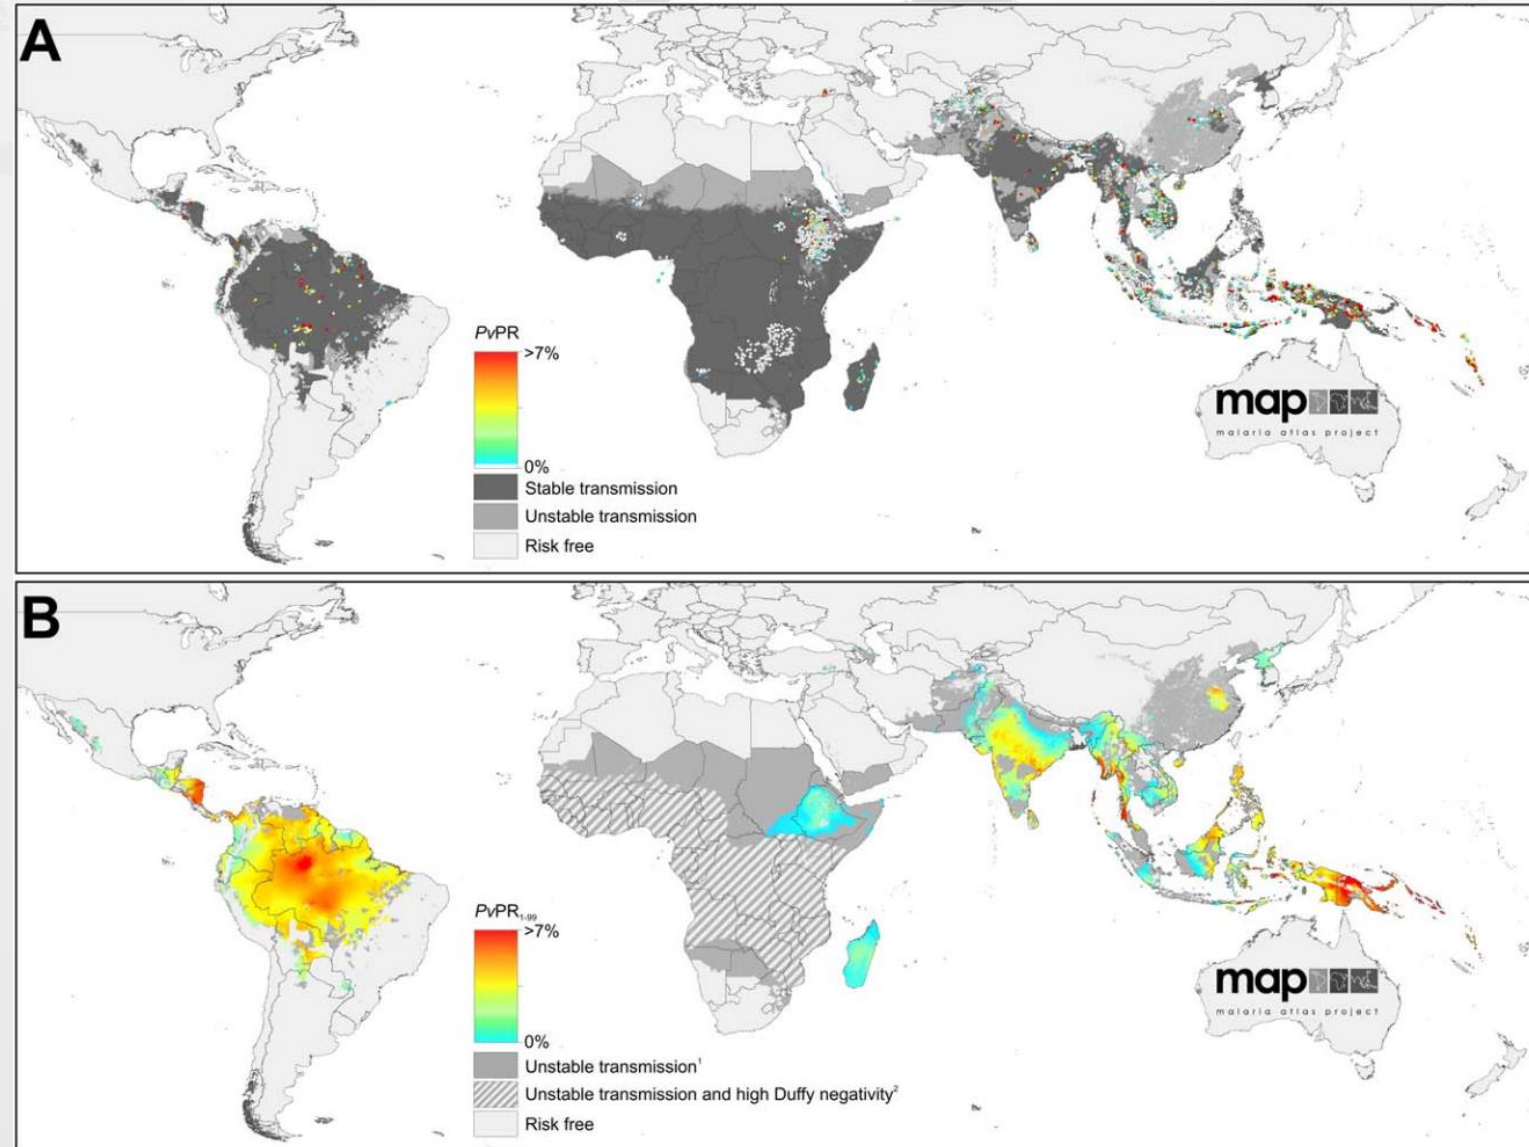 A
PvPR
>7%
0%
Stable transmission
Unstable transmission
Risk free
map
malaria atlas project
B
PvPR1-99
>7%
0%
Unstable transmission1
Unstable transmission and high Duffy negativity2
Risk free
map
malaria atlas project